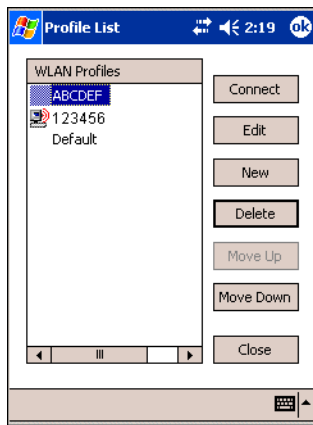 Profile List 2:19 ok
WLAN Profiles
ABCDEF
123456
Default
Connect
Edit
New
Delete
Move Up
Move Down
Close